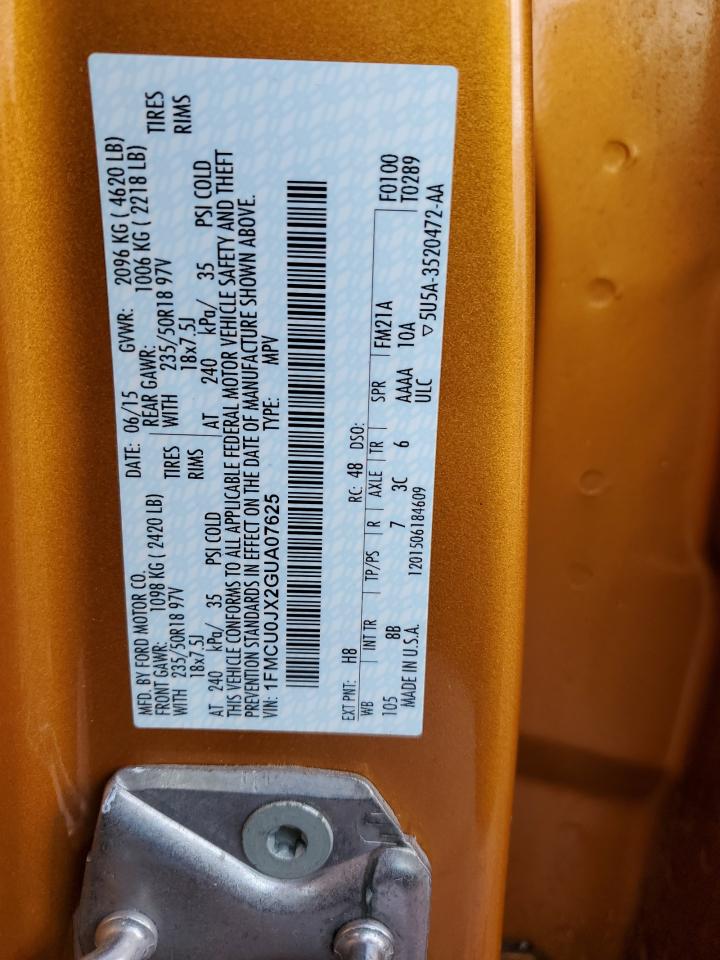 MFD. BY FORD MOTOR CO. DATE: 06/15 GVWR: 2096 KG ( 4620 LB)
FRONT GAWR: 1098 KG ( 2420 LB) REAR GAWR: 1006 KG ( 2218 LB)
WITH 235/50R18 97V TIRES WITH 235/50R18 97V TIRES
18x7.5J RIMS 18x7.5J RIMS
AT 240 kPa/ 35 PSI COLD AT 240 kPa/ 35 PSI COLD
THIS VEHICLE CONFORMS TO ALL APPLICABLE FEDERAL MOTOR VEHICLE SAFETY AND THEFT
PREVENTION STANDARDS IN EFFECT ON THE DATE OF MANUFACTURE SHOWN ABOVE.
VIN: 1FMCU0JX2GUA07625 TYPE: MPV
EXT PNT: H8 RC: 48 DSO: F0100
WB INT TR TP/PS R AXLE TR SPR FM21A T0289
105 8B 7 3C 6 AAAA 10A
MADE IN U.S.A. 1201506184609 ULC ▽5U5A-3520472-AA